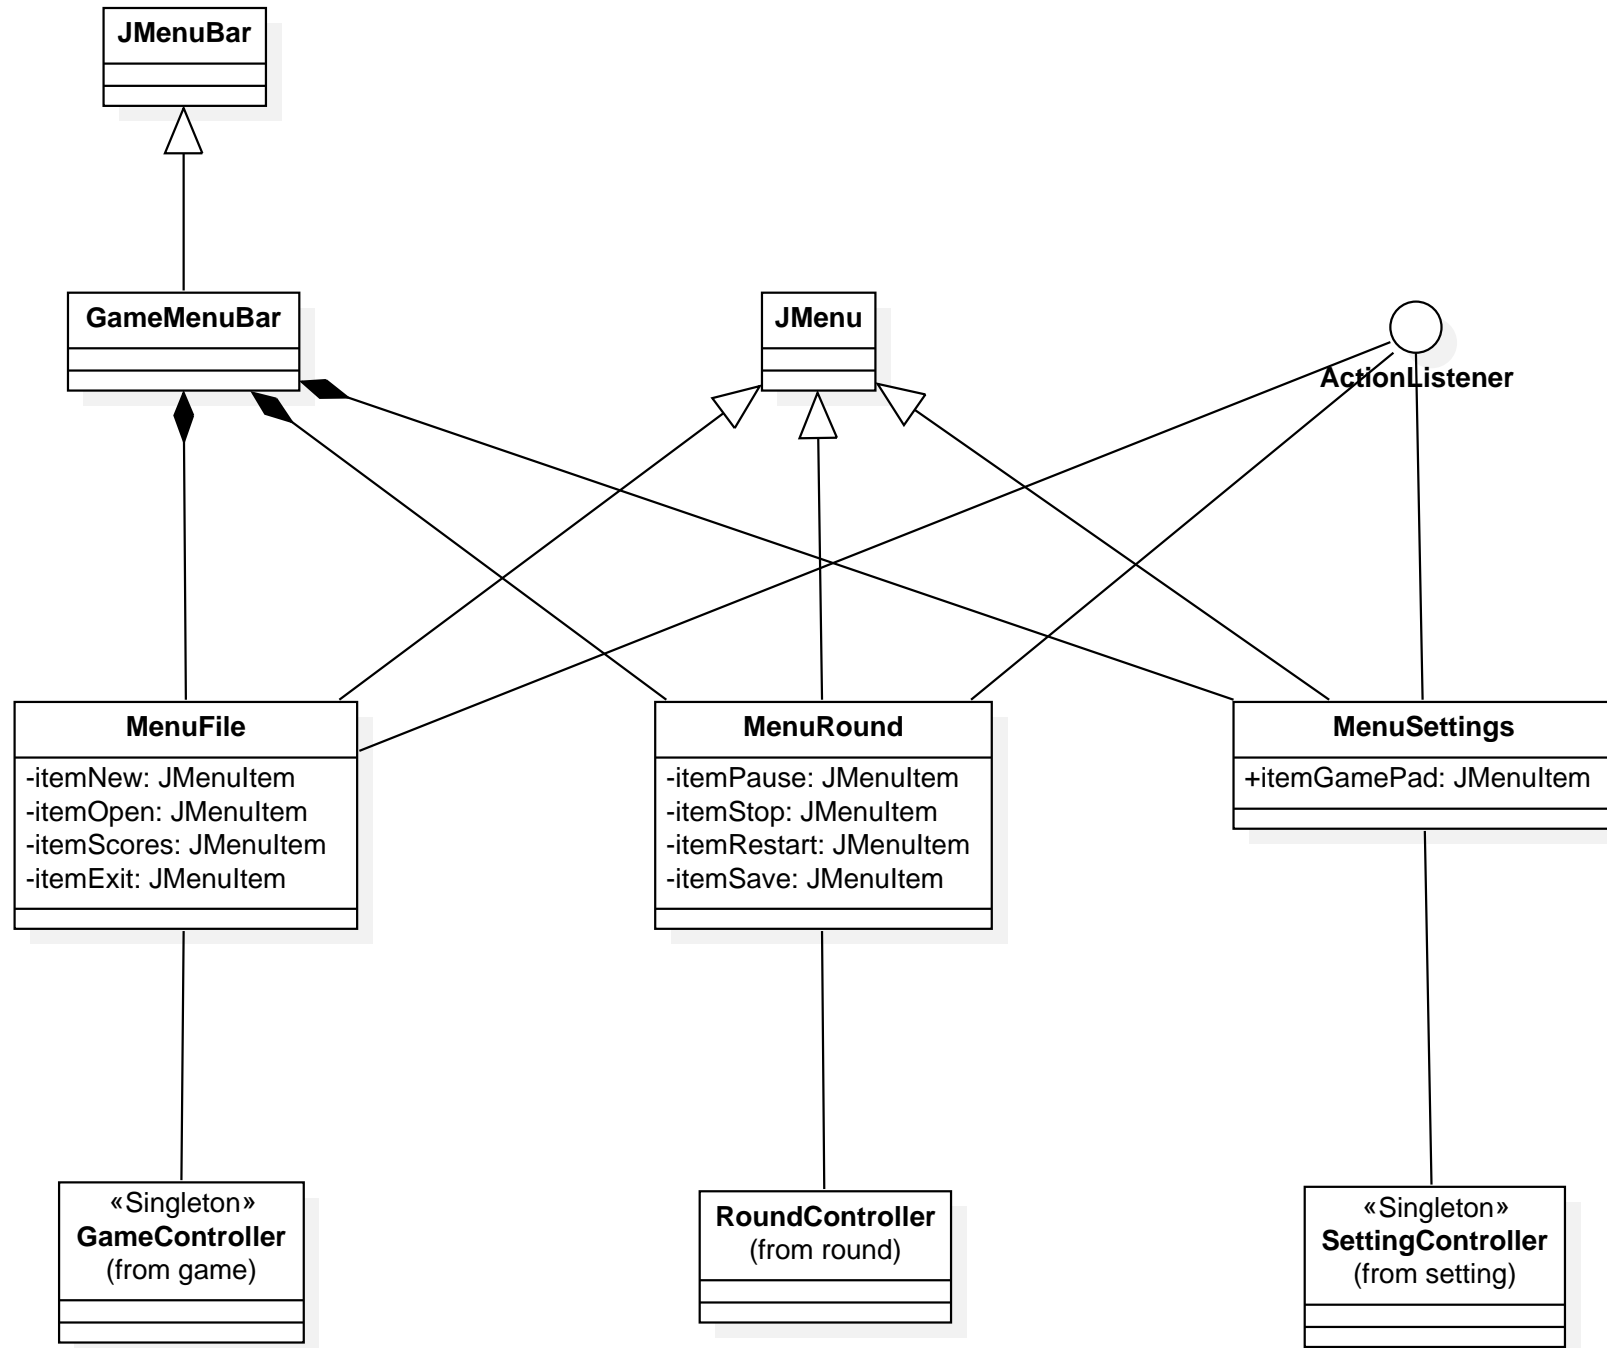 JMenuBar
GameMenuBar
JMenu
ActionListener
MenuFile
-itemNew: JMenuItem
-itemOpen: JMenuItem
-itemScores: JMenuItem
-itemExit: JMenuItem
MenuRound
-itemPause: JMenuItem
-itemStop: JMenuItem
-itemRestart: JMenuItem
-itemSave: JMenuItem
MenuSettings
+itemGamePad: JMenuItem
«Singleton»
GameController
(from game)
RoundController
(from round)
«Singleton»
SettingController
(from setting)